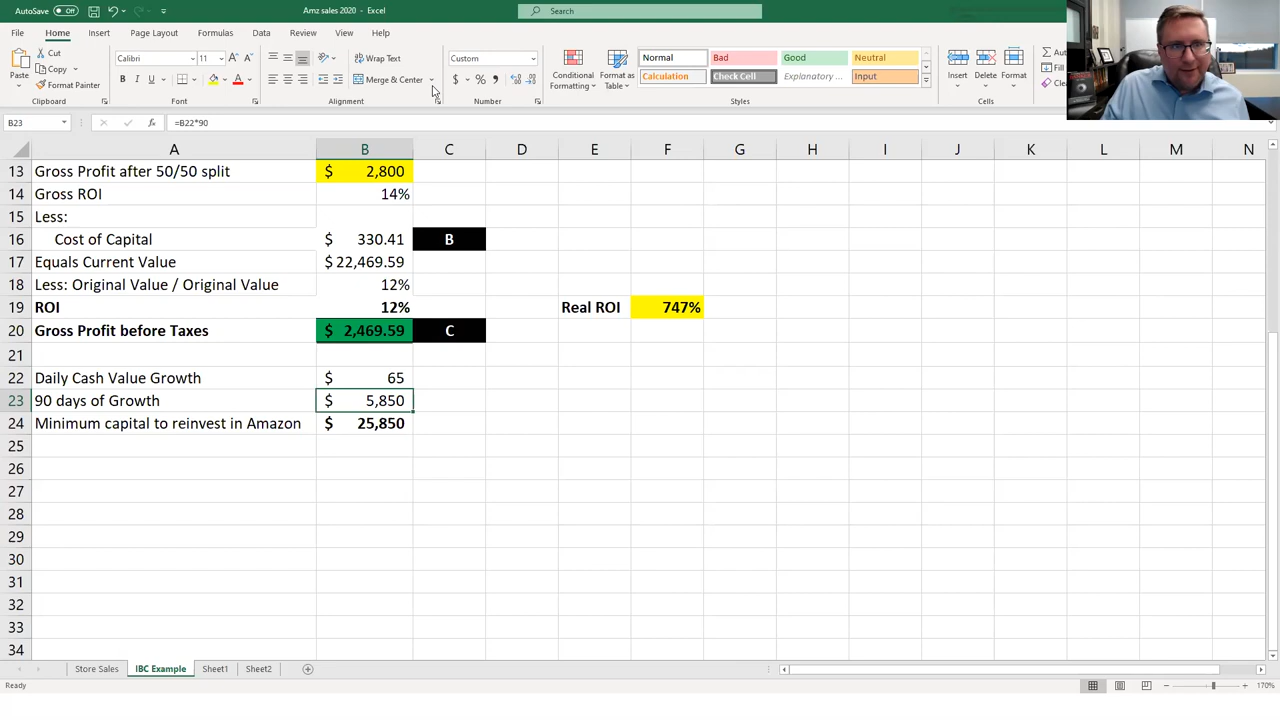 AutoSave Off Amz sales 2020 - Excel Search
File Home Insert Page Layout Formulas Data Review View Help
Paste Cut Copy Format Painter Clipboard
Calibri 11 B I U Font
Wrap Text Merge & Center Alignment
Custom $ % Number
Conditional Formatting Format as Table
Normal Bad Good Neutral
Calculation Check Cell Explanatory ... Input
Styles
Insert Delete Format Cells
B23 fx =B22*90
A B C D E F G H I J K L M N
13 Gross Profit after 50/50 split $ 2,800
14 Gross ROI 14%
15 Less:
16 Cost of Capital $ 330.41 B
17 Equals Current Value $ 22,469.59
18 Less: Original Value / Original Value 12%
19 ROI 12% Real ROI 747%
20 Gross Profit before Taxes $ 2,469.59 C
21
22 Daily Cash Value Growth $ 65
23 90 days of Growth $ 5,850
24 Minimum capital to reinvest in Amazon $ 25,850
25
26
27
28
29
30
31
32
33
34
Store Sales IBC Example Sheet1 Sheet2
Ready 170%